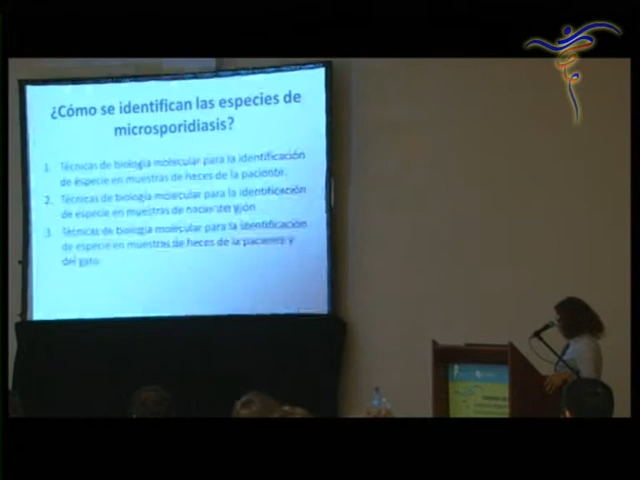 ¿Cómo se identifican las especies de
microsporidiasis?
1. Técnicas de biología molecular para la identificación
de especie en muestras de heces de la paciente.
2. Técnicas de biología molecular para la identificación
de especie en muestras de heces del
3. Técnicas de biología molecular para la identificación
de especie en muestras de heces de la paciente y
del gato